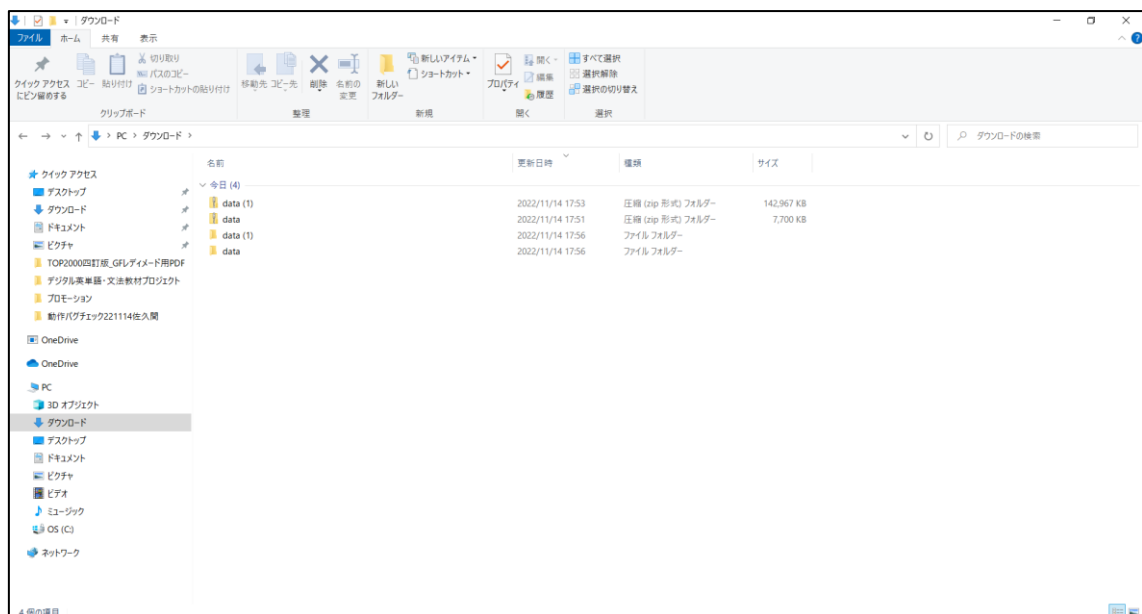 ダウンロード
ファイル ホーム 共有 表示
クイック アクセスにピン留めする
コピー
貼り付け
切り取り
パスのコピー
ショートカットの貼り付け
クリップボード
移動先
コピー先
削除
名前の変更
整理
新しいフォルダー
新しいアイテム
ショートカット
新規
プロパティ
開く
編集
履歴
開く
すべて選択
選択解除
選択の切り替え
選択
PC > ダウンロード >
ダウンロードの検索
名前 更新日時 種類 サイズ
今日 (4)
data (1) 2022/11/14 17:53 圧縮 (zip 形式) フォルダー 142,967 KB
data 2022/11/14 17:51 圧縮 (zip 形式) フォルダー 7,700 KB
data (1) 2022/11/14 17:56 ファイル フォルダー
data 2022/11/14 17:56 ファイル フォルダー
クイック アクセス
デスクトップ
ダウンロード
ドキュメント
ピクチャ
TOP2000四訂版_GFレディメード用PDF
デジタル英単語・文法教材プロジェクト
プロモーション
動作バグチェック221114佐久間
OneDrive
OneDrive
PC
3D オブジェクト
ダウンロード
デスクトップ
ドキュメント
ピクチャ
ビデオ
ミュージック
OS (C:)
ネットワーク
4 個の項目